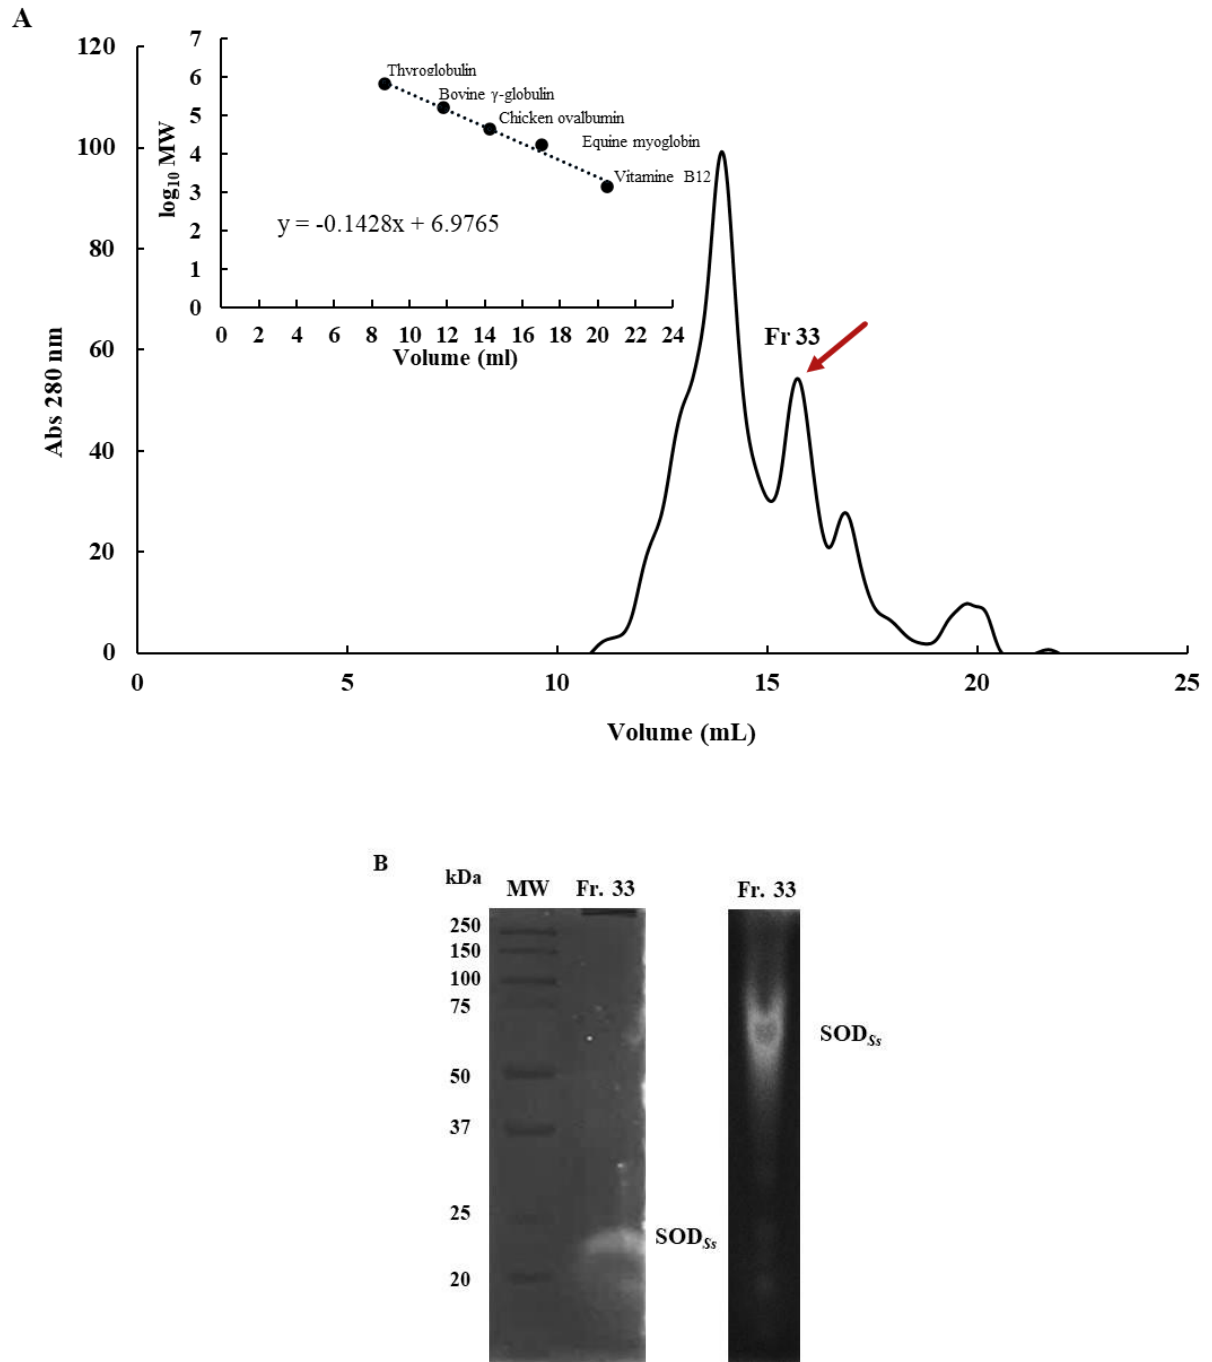 A
120
100
80
60
40
20
0
Abs 280 nm
0
5
10
15
20
25
Volume (mL)
7
6
5
4
3
2
1
0
log₁₀ MW
Thyroglobulin
Bovine γ-globulin
Chicken ovalbumin
Equine myoglobin
Vitamine B12
y = -0.1428x + 6.9765
0 2 4 6 8 10 12 14 16 18 20 22 24
Volume (ml)
Fr 33
B
kDa MW Fr. 33
250
150
100
75
50
37
25
20
SODSs
Fr. 33
SODSs